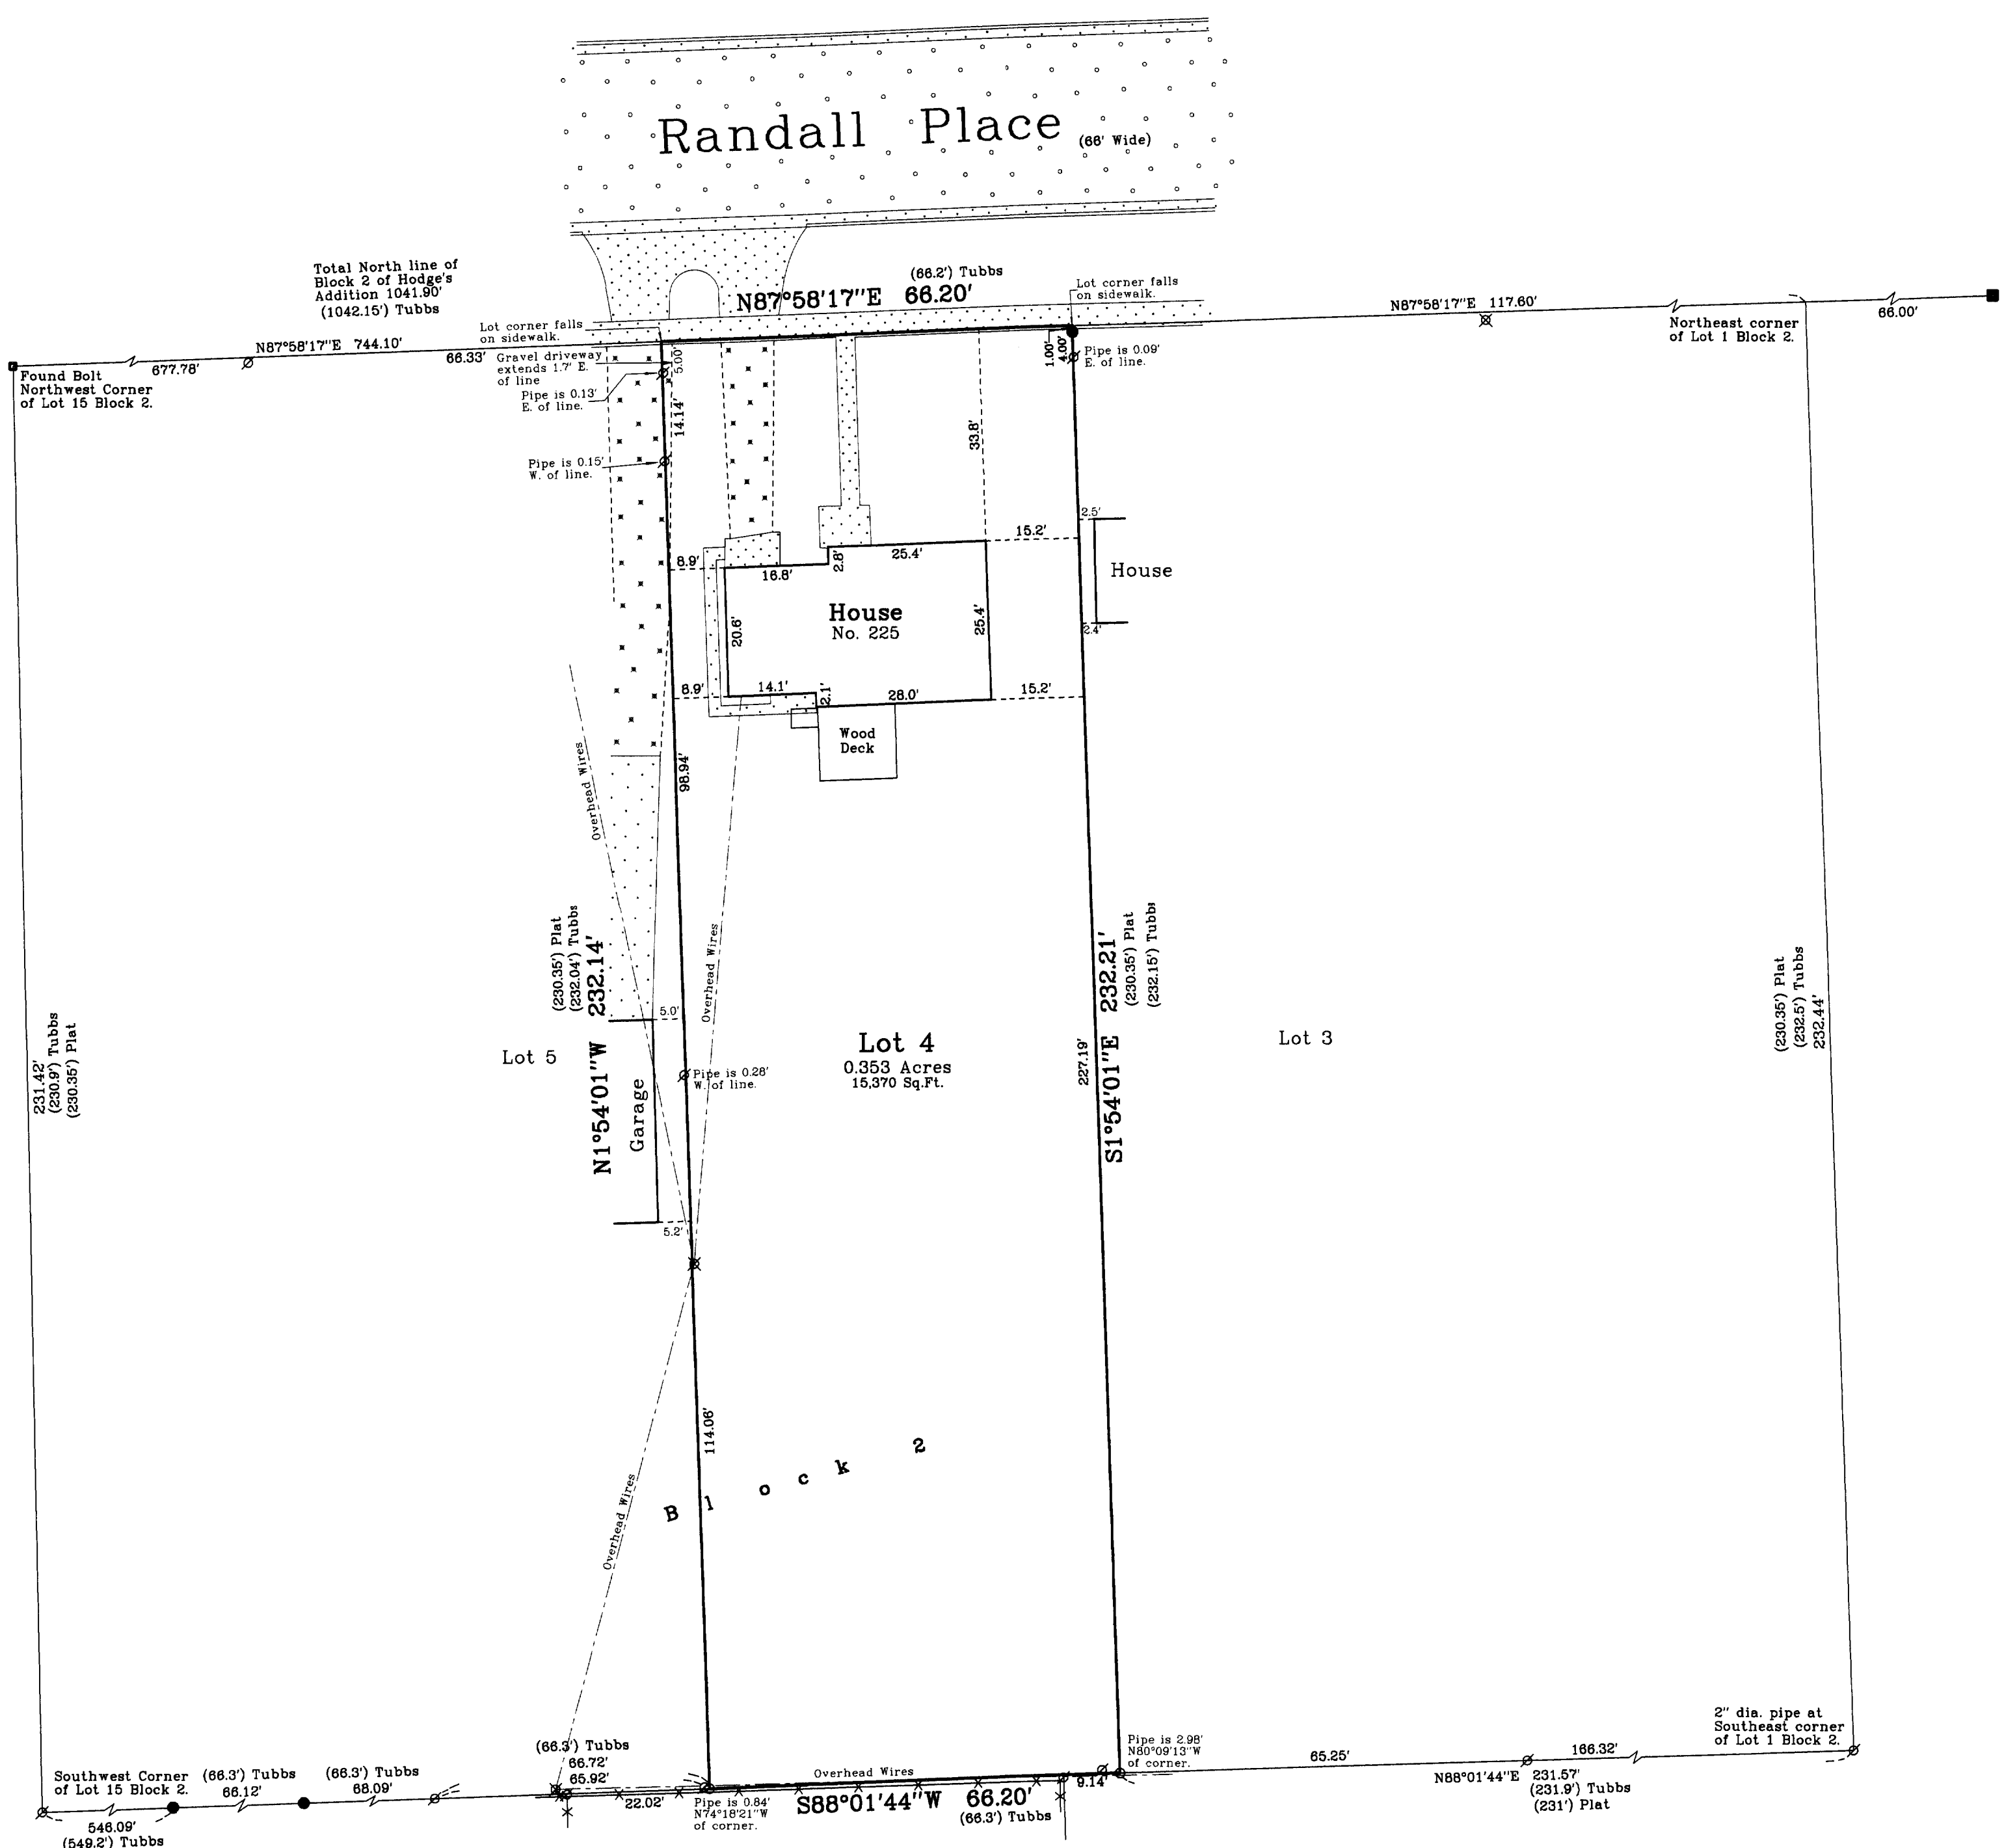 Randall Place
(66' Wide)
Total North line of
Block 2 of Hodge's
Addition 1041.90'
(1042.15') Tubbs
(66.2') Tubbs
N87°58'17"E 66.20'
Lot corner falls
on sidewalk.
Lot corner falls
on sidewalk.
N87°58'17"E 117.60'
66.00'
Northeast corner
of Lot 1 Block 2.
N87°58'17"E 744.10'
677.78'
66.33'
Found Bolt
Northwest Corner
of Lot 15 Block 2.
Gravel driveway
extends 1.7' E.
of line
Pipe is 0.13'
E. of line.
Pipe is 0.15'
W. of line.
5.00'
14.14'
1.00'
4.00'
Pipe is 0.09'
E. of line.
33.8'
2.5'
15.2'
8.9'
16.8'
2.8'
25.4'
House
2.4'
House
No. 225
20.6'
25.4'
8.9'
14.1'
2.1'
28.0'
15.2'
Wood
Deck
98.94'
Overhead Wires
Overhead Wires
(230.35') Plat
(232.04') Tubbs
N1°54'01"W 232.14'
S1°54'01"E 232.21'
(230.35') Plat
(232.15') Tubbs
227.19'
(230.35') Plat
(232.5') Tubbs
232.44'
231.42'
(230.9') Tubbs
(230.35') Plat
5.0'
Lot 5
Garage
5.2'
Pipe is 0.28'
W. of line.
Lot 4
0.353 Acres
15,370 Sq.Ft.
Lot 3
114.06'
Block 2
Overhead Wires
(66.3') Tubbs
66.72'
65.92'
Southwest Corner
of Lot 15 Block 2.
(66.3') Tubbs
66.12'
(66.3') Tubbs
68.09'
546.09'
(549.2') Tubbs
22.02'
Pipe is 0.84'
N74°18'21"W
of corner.
Overhead Wires
S88°01'44"W 66.20'
(66.3') Tubbs
9.14'
Pipe is 2.98'
N80°09'13"W
of corner.
65.25'
166.32'
2" dia. pipe at
Southeast corner
of Lot 1 Block 2.
N88°01'44"E 231.57'
(231.9') Tubbs
(231') Plat